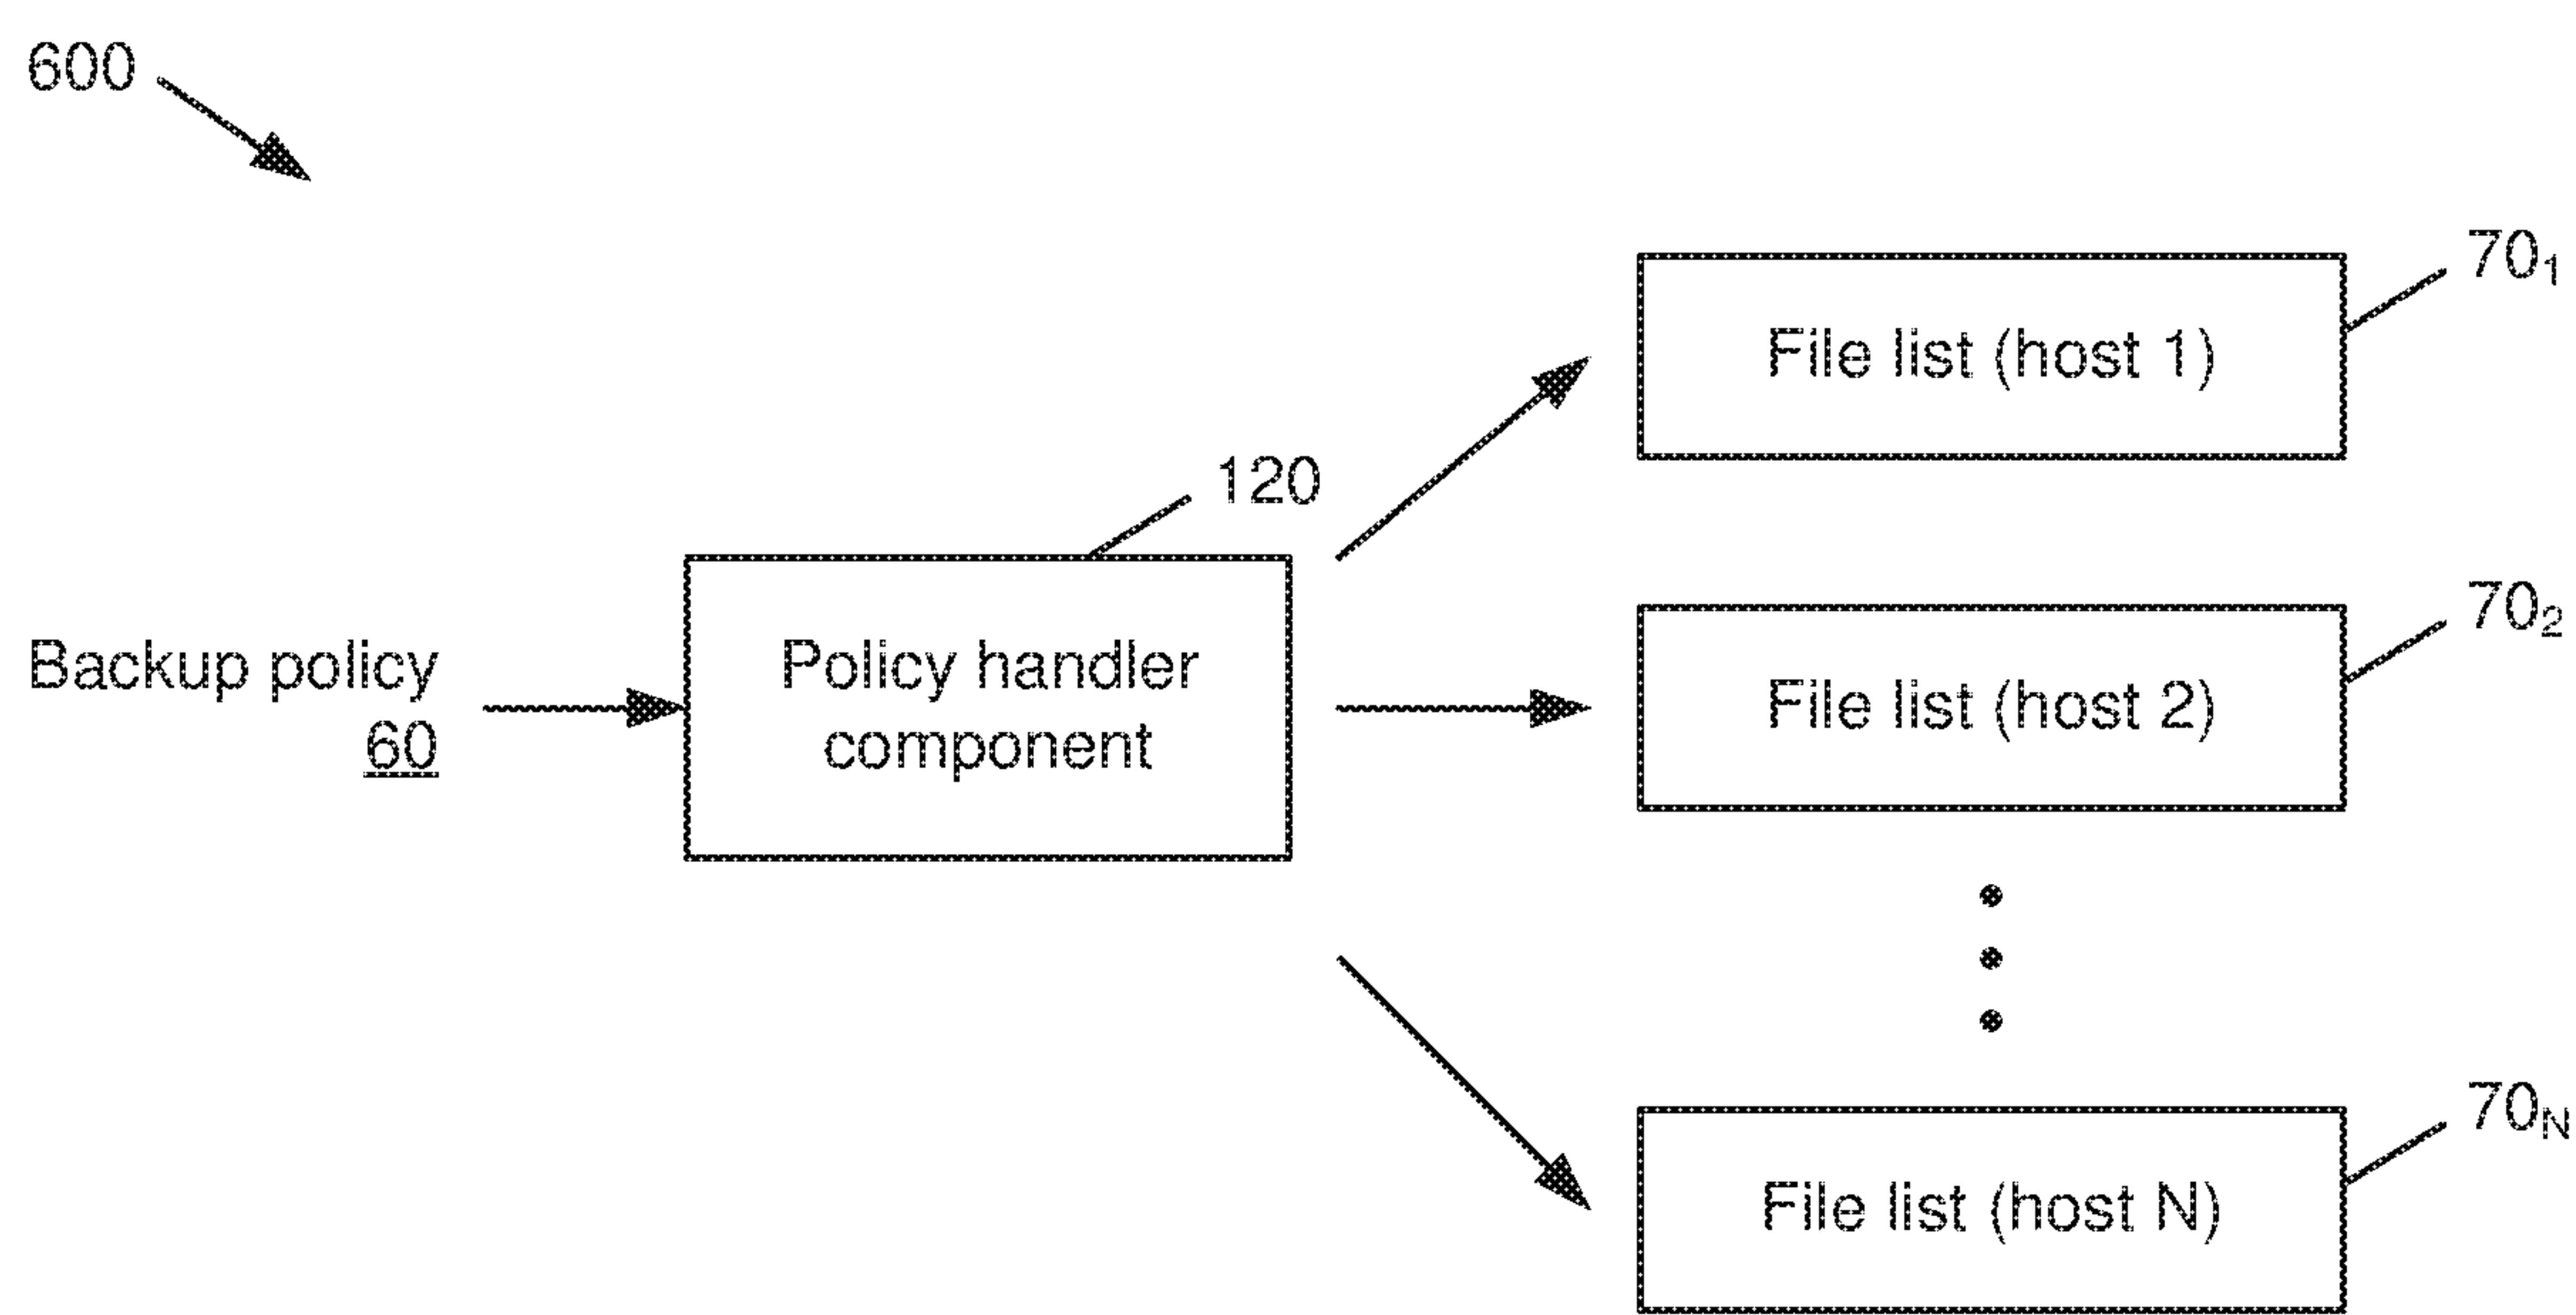 600
70₁
File list (host 1)
120
70₂
Backup policy
60
Policy handler
component
File list (host 2)
70N
File list (host N)